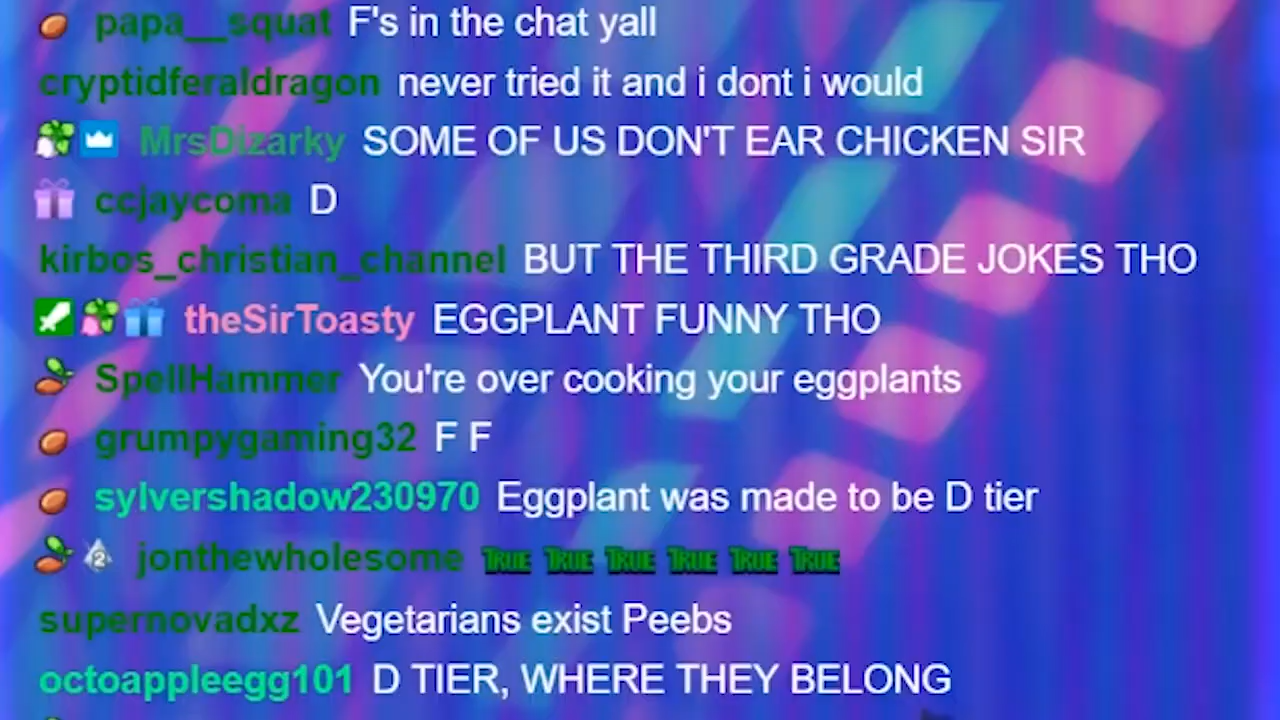 papa__squat F's in the chat yall
cryptidferaldragon never tried it and i dont i would
MrsDizarky SOME OF US DON'T EAR CHICKEN SIR
ccjaycoma D
kirbos_christian_channel BUT THE THIRD GRADE JOKES THO
theSirToasty EGGPLANT FUNNY THO
SpellHammer You're over cooking your eggplants
grumpygaming32 F F
sylvershadow230970 Eggplant was made to be D tier
2 jonthewholesome TRUE TRUE TRUE TRUE TRUE TRUE
supernovadxz Vegetarians exist Peebs
octoappleegg101 D TIER, WHERE THEY BELONG